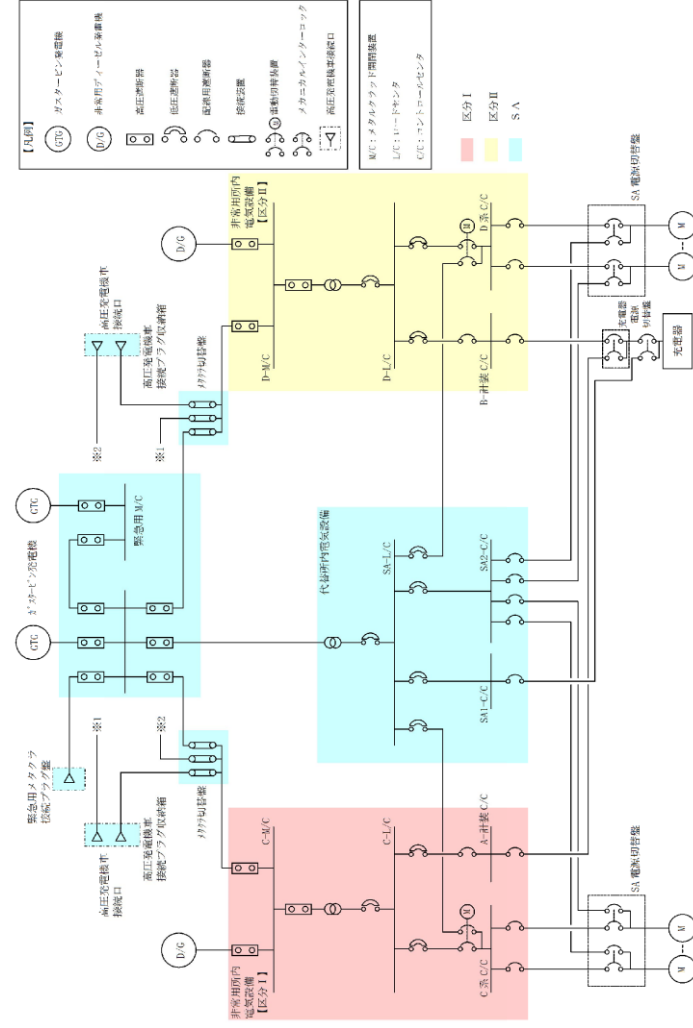 【凡例】
GTG
ガスタービン発電機
D/G
非常用ディーゼル発電機
高圧遮断器
低圧遮断器
配線用遮断器
接続装置
M
電動切替装置
メカニカルインターロック
高圧発電機車接続口
M/C：メタルクラッド開閉装置
L/C：ロードセンタ
C/C：コントロールセンタ
区分Ⅰ
区分Ⅱ
ＳＡ
緊急用メタクラ
接続プラグ盤
ｶﾞｽﾀｰﾋﾞﾝ発電機
GTG
GTG
緊急用 M/C
高圧発電機車
接続口
高圧発電機車
接続プラグ収納箱
※1
※2
ﾒﾀｸﾗ切替盤
高圧発電機車
接続口
高圧発電機車
接続プラグ収納箱
※2
※1
ﾒﾀｸﾗ切替盤
D/G
非常用所内
電気設備
【区分Ⅰ】
C-M/C
C-L/C
C系 C/C
A-計装 C/C
M
代替所内電気設備
SA-L/C
SA1-C/C
SA2-C/C
D/G
非常用所内
電気設備
【区分Ⅱ】
D-M/C
D-L/C
B-計装 C/C
D系 C/C
M
SA 電源切替盤
M
M
充電器
電源
切替盤
充電器
SA 電源切替盤
M
M